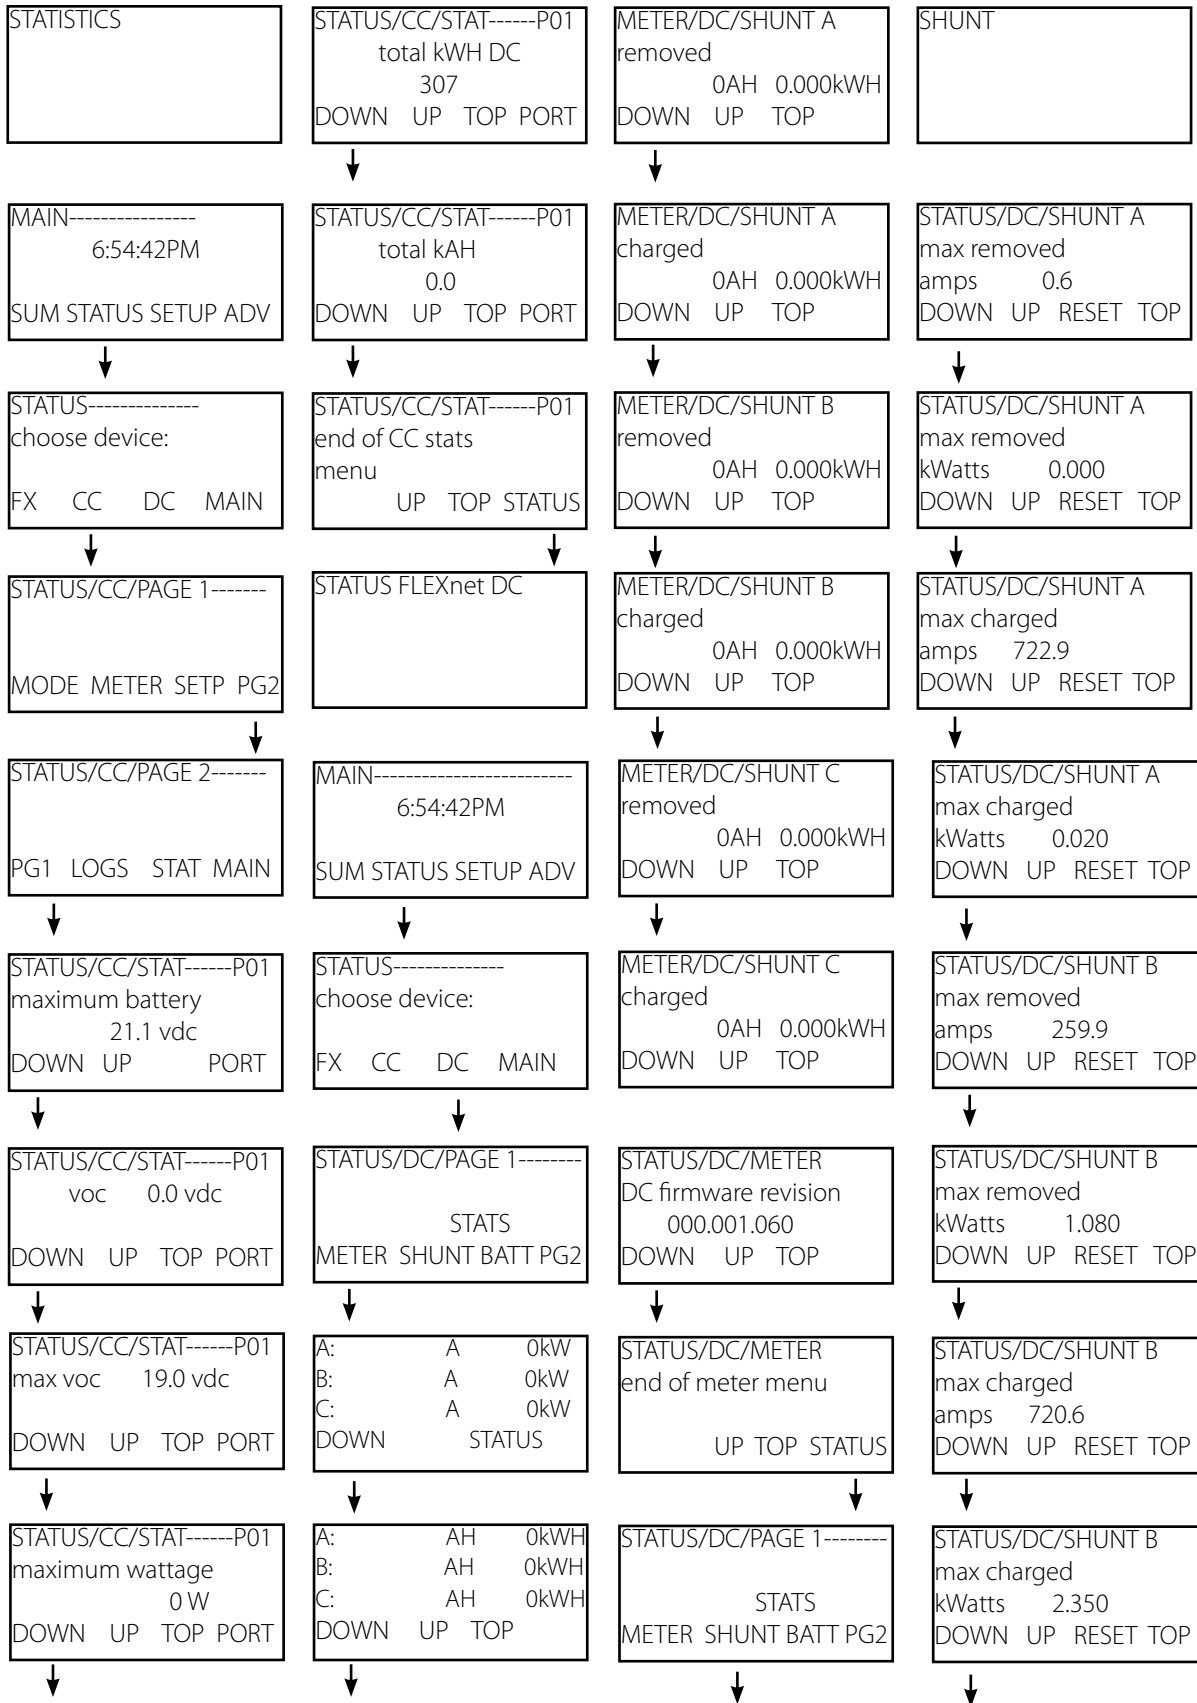 STATISTICS
MAIN----------------
6:54:42PM
SUM STATUS SETUP ADV
STATUS--------------
choose device:
FX CC DC MAIN
STATUS/CC/PAGE 1-------
MODE METER SETP PG2
STATUS/CC/PAGE 2-------
PG1 LOGS STAT MAIN
STATUS/CC/STAT------P01
maximum battery
21.1 vdc
DOWN UP PORT
STATUS/CC/STAT------P01
voc 0.0 vdc
DOWN UP TOP PORT
STATUS/CC/STAT------P01
max voc 19.0 vdc
DOWN UP TOP PORT
STATUS/CC/STAT------P01
maximum wattage
0 W
DOWN UP TOP PORT
STATUS/CC/STAT------P01
total kWH DC
307
DOWN UP TOP PORT
STATUS/CC/STAT------P01
total kAH
0.0
DOWN UP TOP PORT
STATUS/CC/STAT------P01
end of CC stats
menu
UP TOP STATUS
STATUS FLEXnet DC
MAIN-------------------------
6:54:42PM
SUM STATUS SETUP ADV
STATUS--------------
choose device:
FX CC DC MAIN
STATUS/DC/PAGE 1--------
STATS
METER SHUNT BATT PG2
A: A 0kW
B: A 0kW
C: A 0kW
DOWN STATUS
A: AH 0kWH
B: AH 0kWH
C: AH 0kWH
DOWN UP TOP
METER/DC/SHUNT A
removed
0AH 0.000kWH
DOWN UP TOP
METER/DC/SHUNT A
charged
0AH 0.000kWH
DOWN UP TOP
METER/DC/SHUNT B
removed
0AH 0.000kWH
DOWN UP TOP
METER/DC/SHUNT B
charged
0AH 0.000kWH
DOWN UP TOP
METER/DC/SHUNT C
removed
0AH 0.000kWH
DOWN UP TOP
METER/DC/SHUNT C
charged
0AH 0.000kWH
DOWN UP TOP
STATUS/DC/METER
DC firmware revision
000.001.060
DOWN UP TOP
STATUS/DC/METER
end of meter menu
UP TOP STATUS
STATUS/DC/PAGE 1--------
STATS
METER SHUNT BATT PG2
SHUNT
STATUS/DC/SHUNT A
max removed
amps 0.6
DOWN UP RESET TOP
STATUS/DC/SHUNT A
max removed
kWatts 0.000
DOWN UP RESET TOP
STATUS/DC/SHUNT A
max charged
amps 722.9
DOWN UP RESET TOP
STATUS/DC/SHUNT A
max charged
kWatts 0.020
DOWN UP RESET TOP
STATUS/DC/SHUNT B
max removed
amps 259.9
DOWN UP RESET TOP
STATUS/DC/SHUNT B
max removed
kWatts 1.080
DOWN UP RESET TOP
STATUS/DC/SHUNT B
max charged
amps 720.6
DOWN UP RESET TOP
STATUS/DC/SHUNT B
max charged
kWatts 2.350
DOWN UP RESET TOP